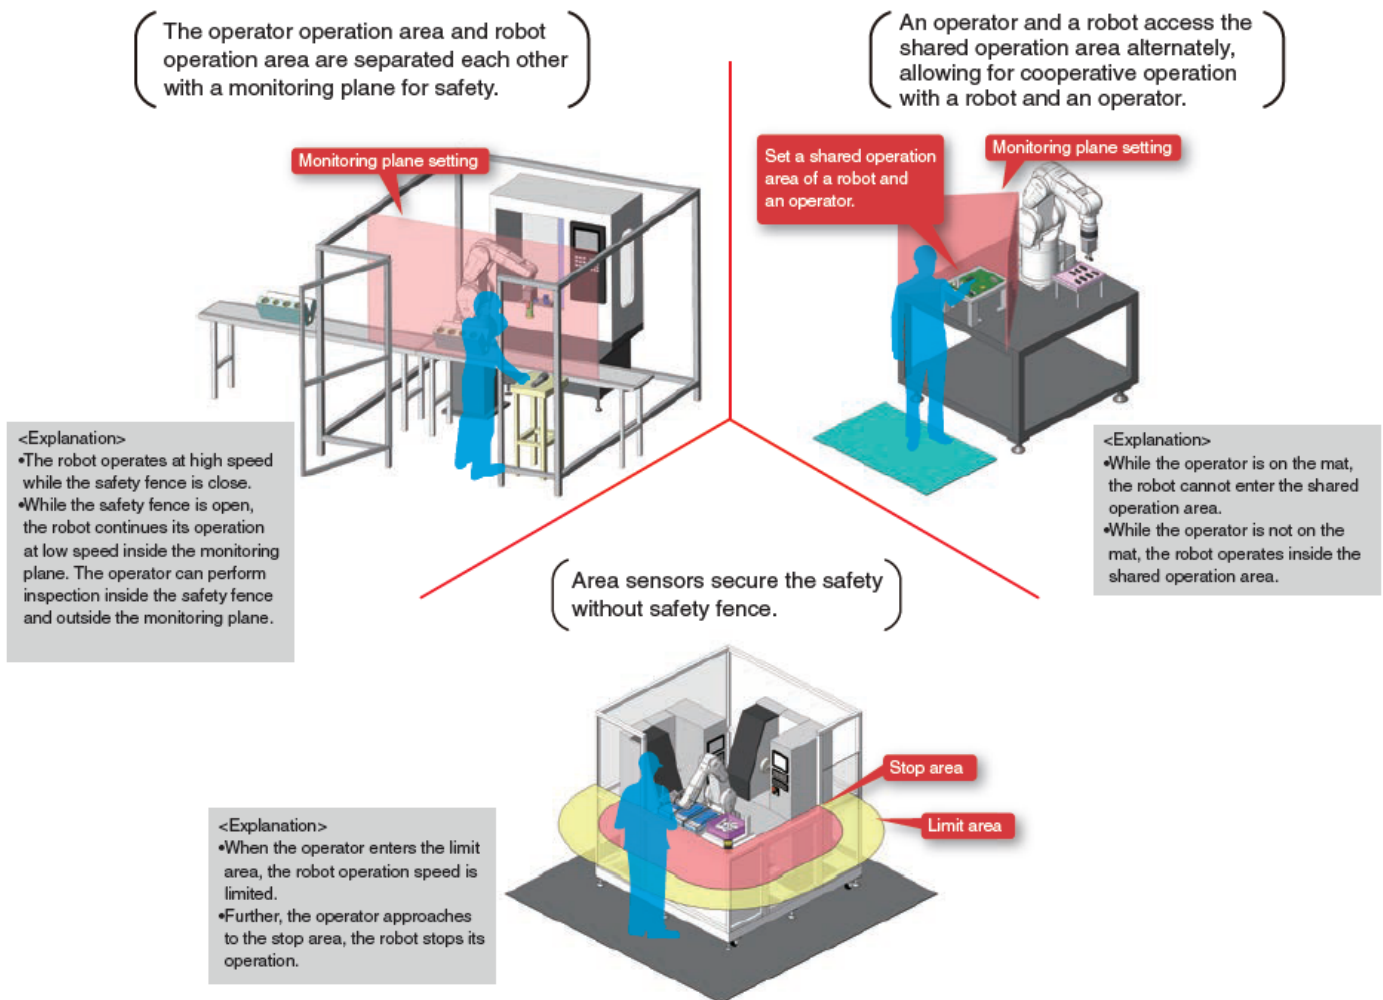 The operator operation area and robot
operation area are separated each other
with a monitoring plane for safety.
Monitoring plane setting
<Explanation>
•The robot operates at high speed
while the safety fence is close.
•While the safety fence is open,
the robot continues its operation
at low speed inside the monitoring
plane. The operator can perform
inspection inside the safety fence
and outside the monitoring plane.
An operator and a robot access the
shared operation area alternately,
allowing for cooperative operation
with a robot and an operator.
Set a shared operation
area of a robot and
an operator.
Monitoring plane setting
<Explanation>
•While the operator is on the mat,
the robot cannot enter the shared
operation area.
•While the operator is not on the
mat, the robot operates inside the
shared operation area.
Area sensors secure the safety
without safety fence.
Stop area
Limit area
<Explanation>
•When the operator enters the limit
area, the robot operation speed is
limited.
•Further, the operator approaches
to the stop area, the robot stops its
operation.